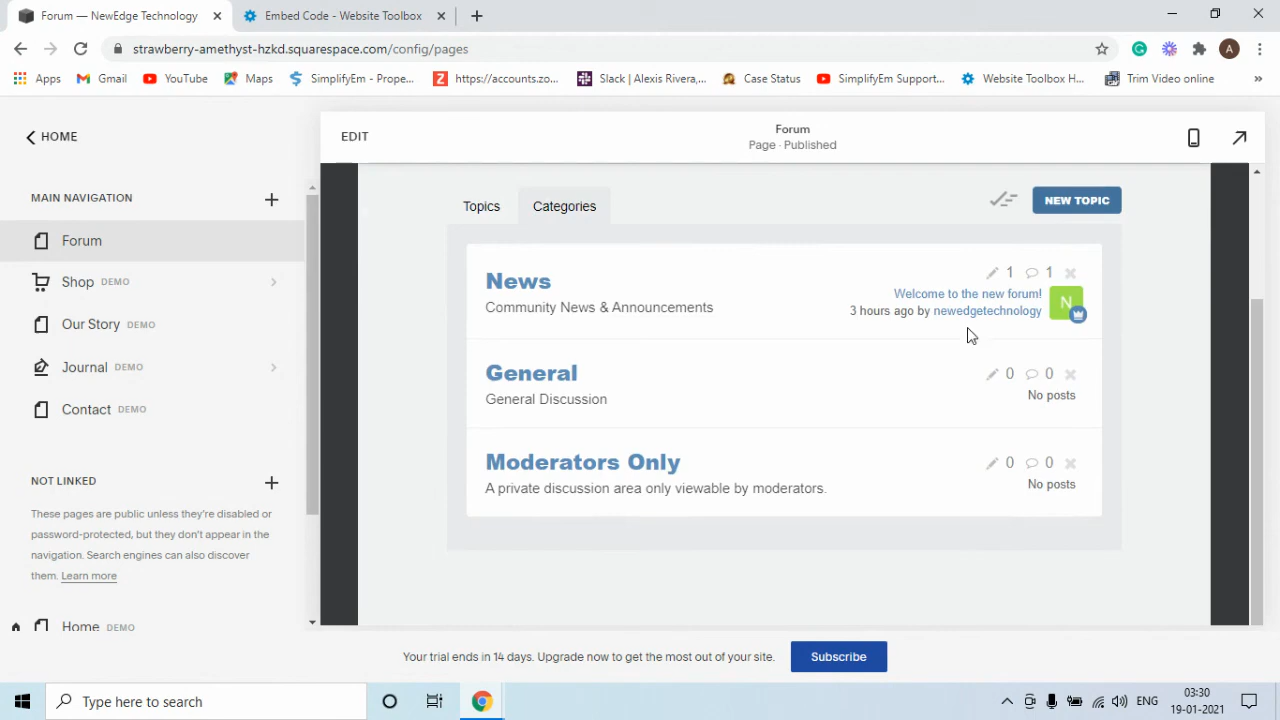 Forum — NewEdge Technology
Embed Code - Website Toolbox
strawberry-amethyst-hzkd.squarespace.com/config/pages
A
Apps
Gmail
YouTube
Maps
SimplifyEm - Prope...
https://accounts.zo...
Slack | Alexis Rivera,...
Case Status
SimplifyEm Support...
Website Toolbox H...
Trim Video online
»
HOME
MAIN NAVIGATION
Forum
Shop DEMO
Our Story DEMO
Journal DEMO
Contact DEMO
NOT LINKED
These pages are public unless they're disabled or
password-protected, but they don't appear in the
navigation. Search engines can also discover
them. Learn more
Home DEMO
EDIT
Forum
Page · Published
Topics
Categories
NEW TOPIC
News
Community News & Announcements
1 1
Welcome to the new forum!
3 hours ago by newedgetechnology
N
General
General Discussion
0 0
No posts
Moderators Only
A private discussion area only viewable by moderators.
0 0
No posts
Your trial ends in 14 days. Upgrade now to get the most out of your site.
Subscribe
Type here to search
ENG
03:30
19-01-2021